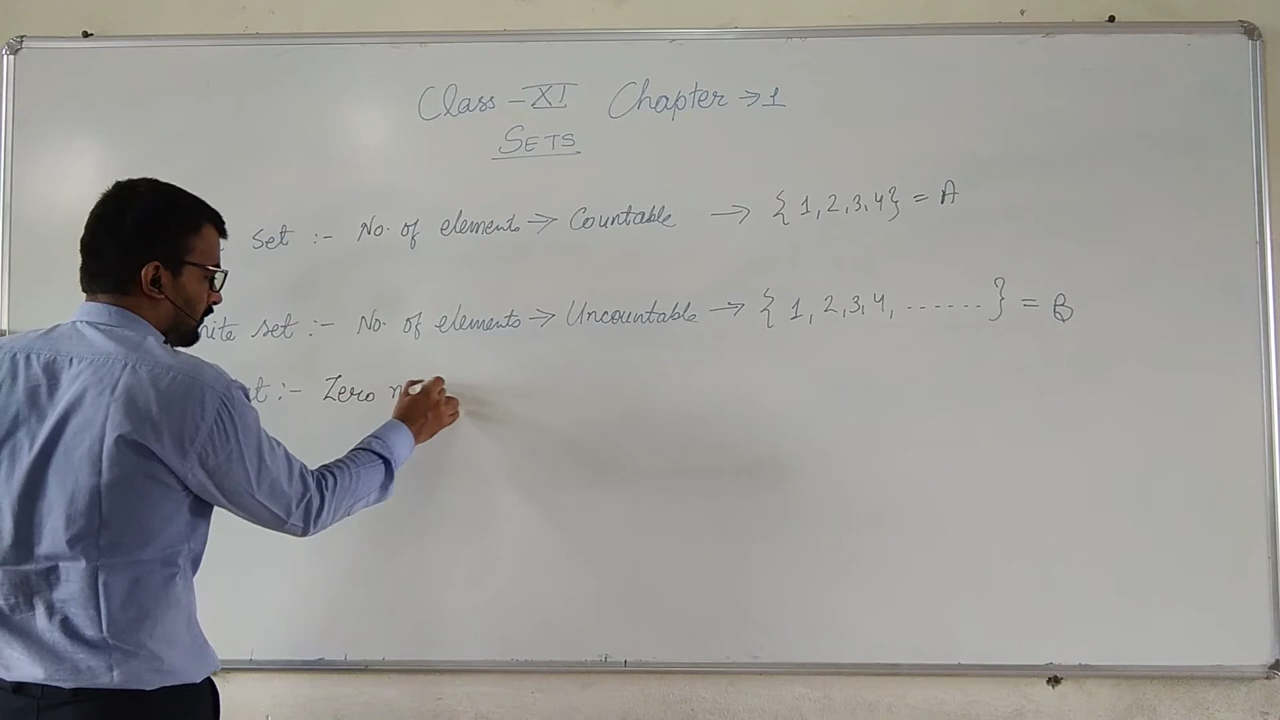 Class - XI Chapter → 1
SETS
set :- No. of elements → Countable → { 1, 2, 3, 4} = A
set :- No. of elements → Uncountable → { 1, 2, 3, 4, ....... } = B
:- Zero